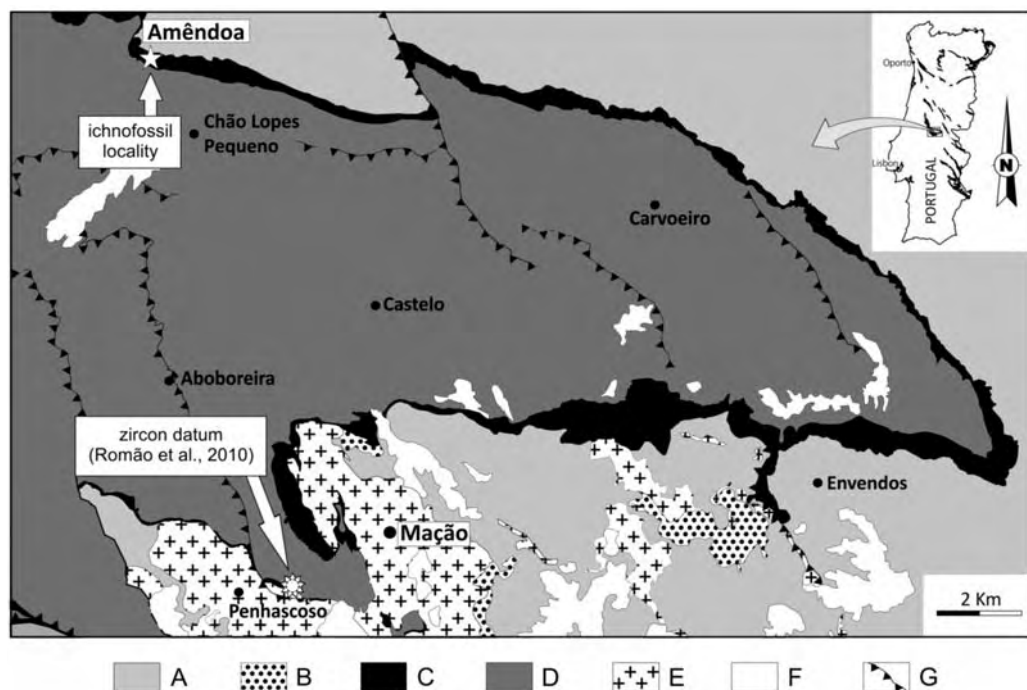 Amêndoa
ichnofossil
locality
Chão Lopes
Pequeno
Carvoeiro
Castelo
Aboboreira
zircon datum
(Romão et al., 2010)
Mação
Envendos
Penhascoso
Oporto
Lisbon
PORTUGAL
N
2 Km
A
B
C
D
E
F
G